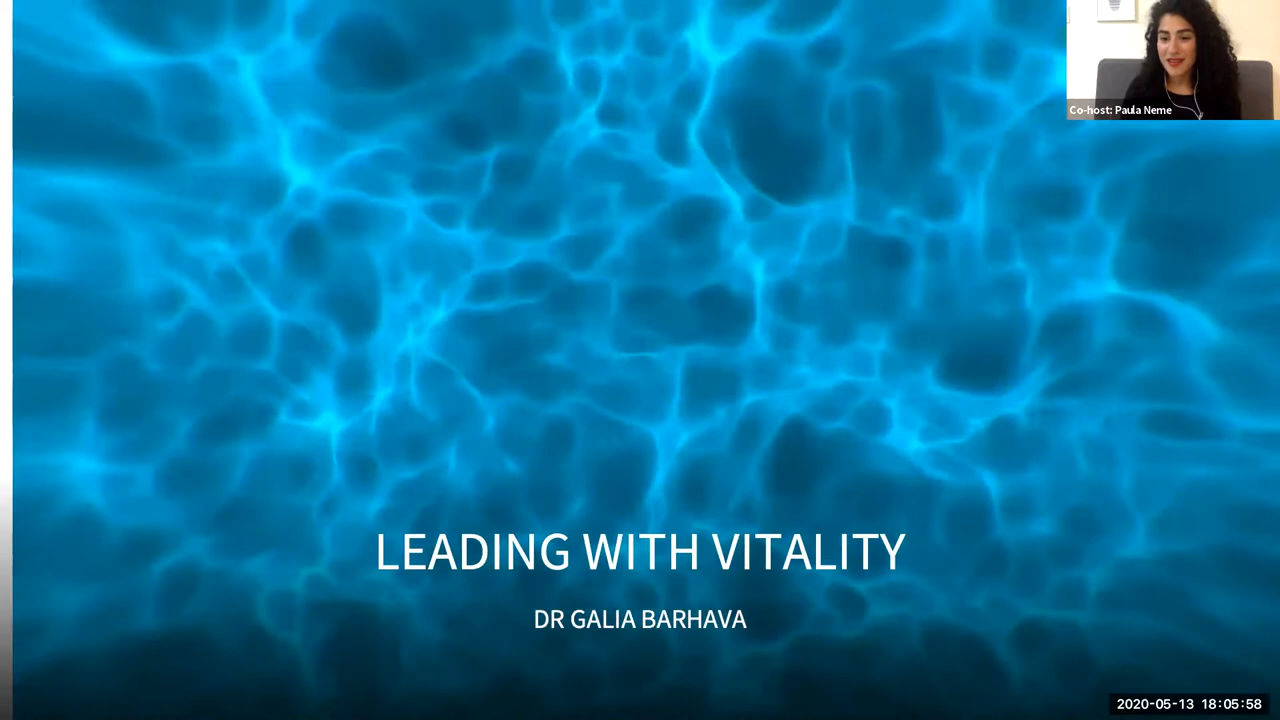 Co-host: Paula Neme
LEADING WITH VITALITY
DR GALIA BARHAVA
2020-05-13 18:05:58